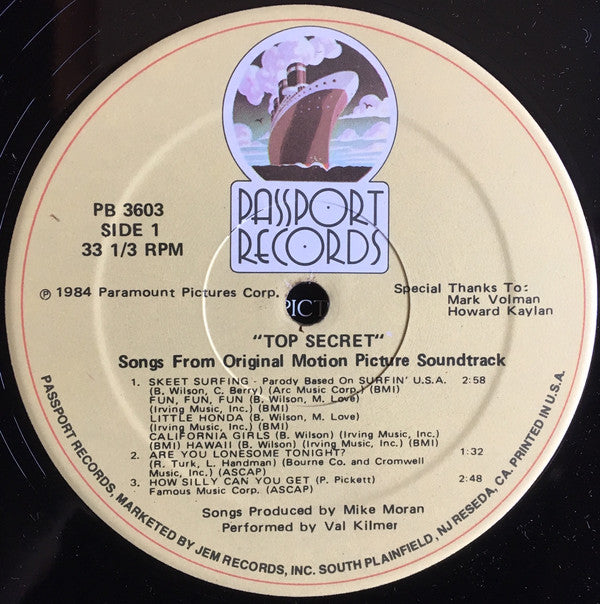 PASSPORT
RECORDS
PB 3603
SIDE 1
33 1/3 RPM
℗ 1984 Paramount Pictures Corp.
Special Thanks To:
Mark Volman
Howard Kaylan
PICT
"TOP SECRET"
Songs From Original Motion Picture Soundtrack
1. SKEET SURFING - Parody Based On SURFIN' U.S.A. 2:58
(B. Wilson, C. Berry) (Arc Music Corp.) (BMI)
FUN, FUN, FUN (B. Wilson, M. Love)
(Irving Music, Inc.) (BMI)
LITTLE HONDA (B. Wilson, M. Love)
(Irving Music, Inc.) (BMI)
CALIFORNIA GIRLS (B. Wilson) (Irving Music, Inc.)
(BMI) HAWAII (B. Wilson) (Irving Music, Inc.) (BMI)
2. ARE YOU LONESOME TONIGHT? 1:32
(R. Turk, L. Handman) (Bourne Co. and Cromwell
Music, Inc.) (ASCAP)
3. HOW SILLY CAN YOU GET (P. Pickett) 2:48
Famous Music Corp. (ASCAP)
Songs Produced by Mike Moran
Performed by Val Kilmer
PASSPORT RECORDS, MARKETED BY JEM RECORDS, INC. SOUTH PLAINFIELD, NJ RESEDA, CA. PRINTED IN U.S.A.